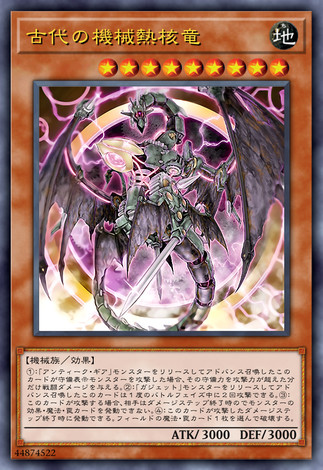 古代の機械熱核竜
地
【機械族／効果】
①：「アンティーク・ギア」モンスターをリリースしてアドバンス召喚したこ
のカードが守備表示モンスターを攻撃した場合、その守備力を攻撃力が超えた分
だけ戦闘ダメージを与える。②：「ガジェット」モンスターをリリースしてアド
バンス召喚したこのカードは1度のバトルフェイズ中に2回攻撃できる。③：
このカードが攻撃する場合、相手はダメージステップ終了時までモンスターの
効果・魔法・罠カードを発動できない。④：このカードが攻撃したダメージステ
ップ終了時に発動できる。フィールドの魔法・罠カード1枚を選んで破壊する。
ATK/ 3000 DEF/ 3000
44874522